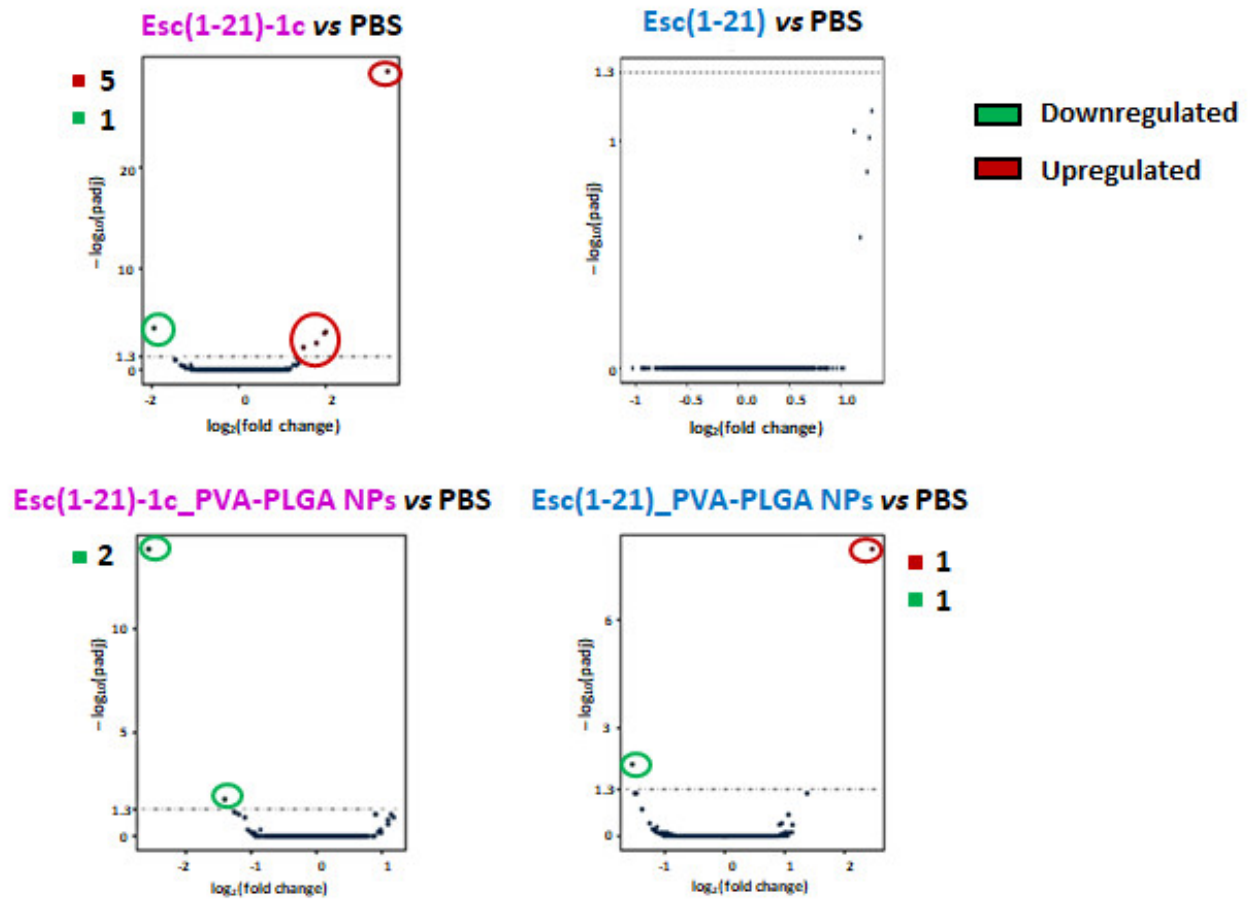 Esc(1-21)-1c vs PBS
5
1
20
10
1.3
0
-2
0
2
– log₁₀(padj)
log₂(fold change)
Esc(1-21) vs PBS
1.3
1
0
-1
-0.5
0.0
0.5
1.0
– log₁₀(padj)
log₂(fold change)
Downregulated
Upregulated
Esc(1-21)-1c_PVA-PLGA NPs vs PBS
2
10
5
1.3
0
-2
-1
0
1
– log₁₀(padj)
log₂(fold change)
Esc(1-21)_PVA-PLGA NPs vs PBS
1
1
6
3
1.3
0
-1
0
1
2
– log₁₀(padj)
log₂(fold change)